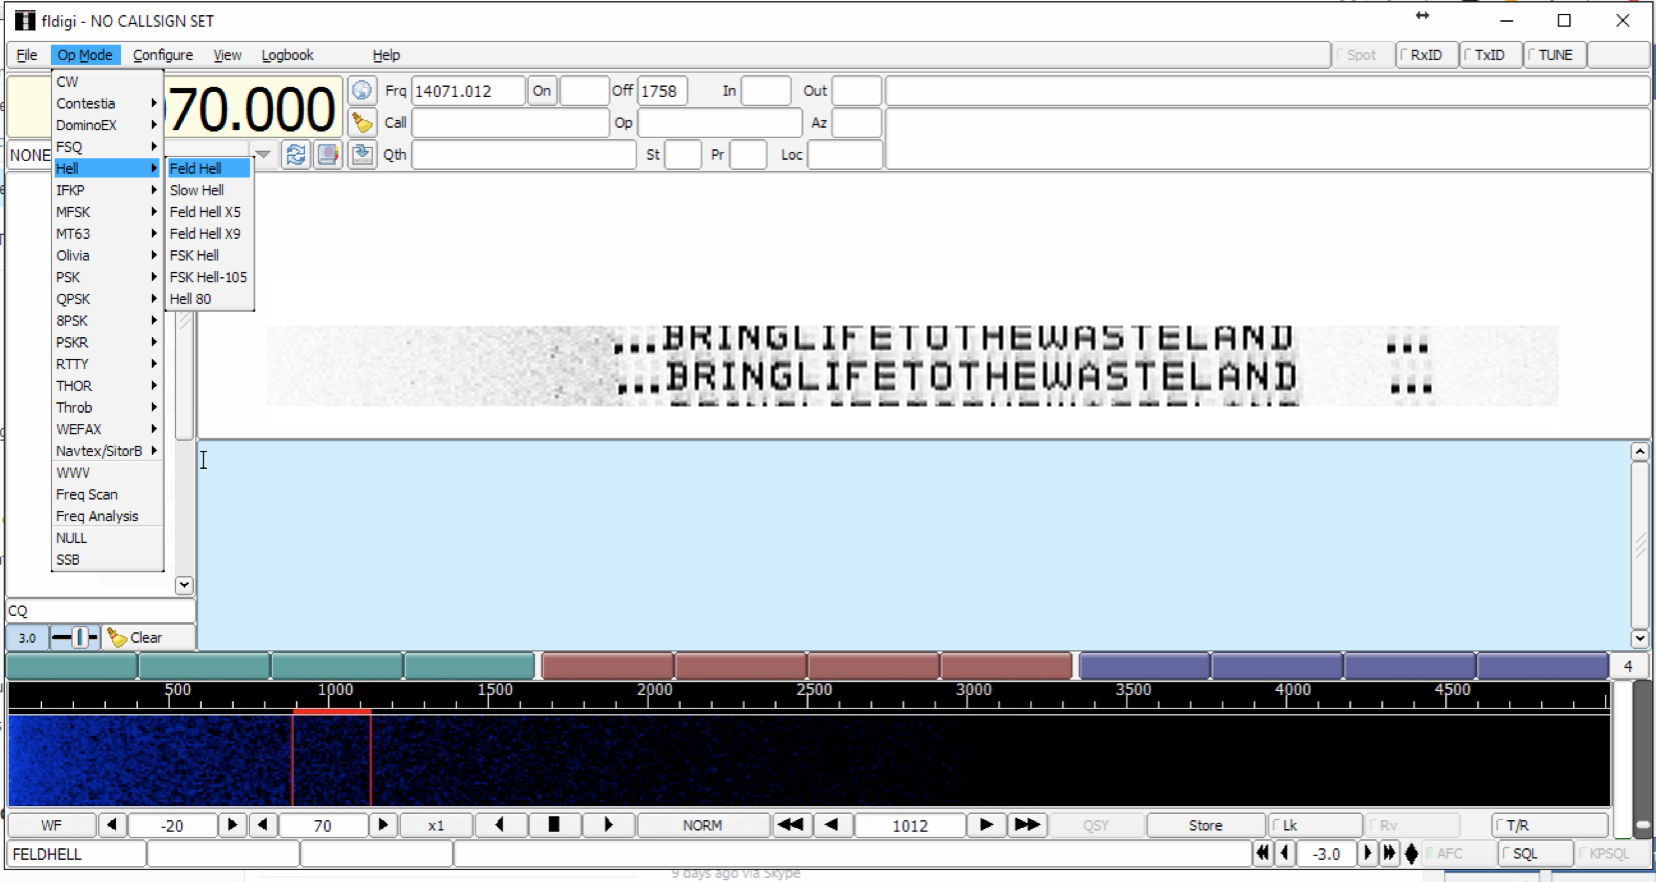 fldigi - NO CALLSIGN SET
File Op Mode Configure View Logbook Help Spot RxID TxID TUNE
70.000
Frq 14071.012 On Off 1758 In Out
Call Op Az
NONE Qth St Pr Loc
CW
Contestia
DominoEX
FSQ
Hell
IFKP
MFSK
MT63
Olivia
PSK
QPSK
8PSK
PSKR
RTTY
THOR
Throb
WEFAX
Navtex/SitorB
WWV
Freq Scan
Freq Analysis
NULL
SSB
Feld Hell
Slow Hell
Feld Hell X5
Feld Hell X9
FSK Hell
FSK Hell-105
Hell 80
...BRINGLIFETOTHEWASTELAND ...
...BRINGLIFETOTHEWASTELAND ...
CQ
3.0 Clear
4
500 1000 1500 2000 2500 3000 3500 4000 4500
WF -20 70 x1 NORM 1012 QSY Store Lk Rv T/R
FELDHELL -3.0 AFC SQL KPSQL
9 days ago via Skype